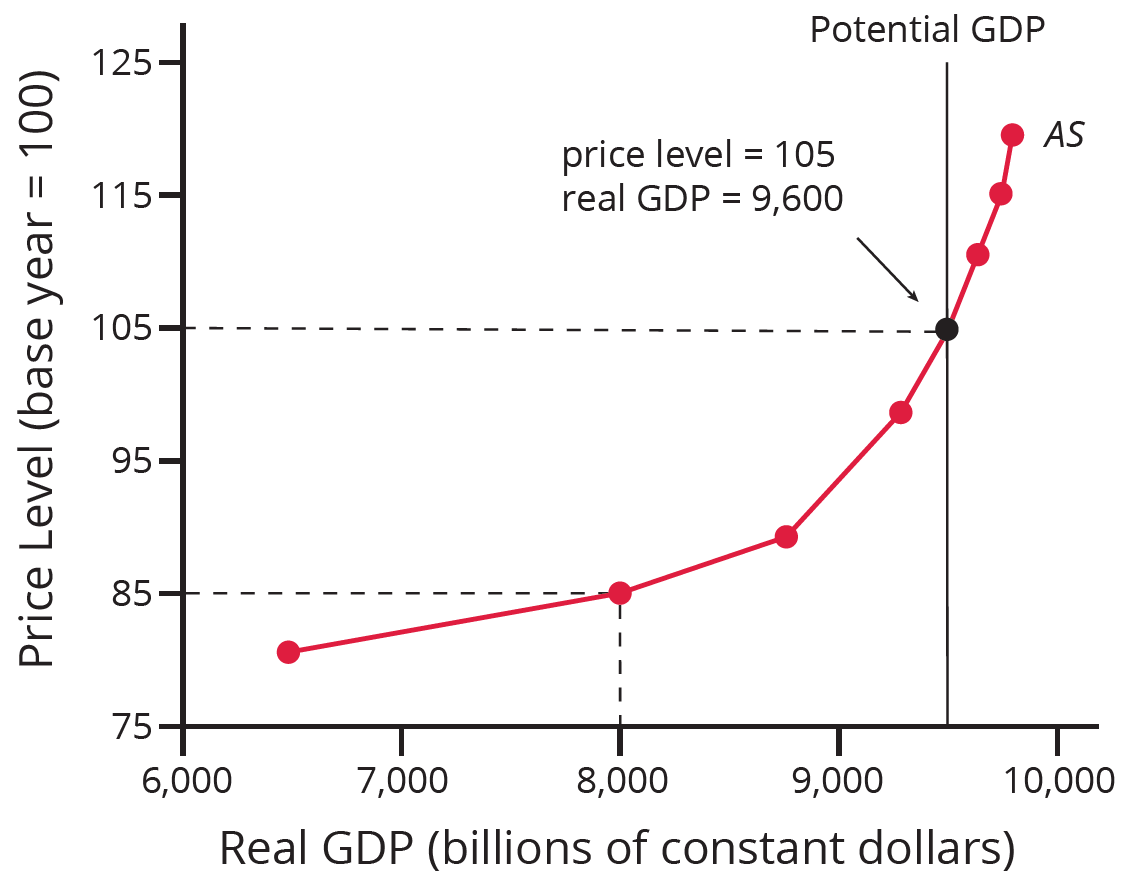 Potential GDP
125
AS
price level = 105
real GDP = 9,600
115
105
95
85
75
Price Level (base year = 100)
6,000 7,000 8,000 9,000 10,000
Real GDP (billions of constant dollars)